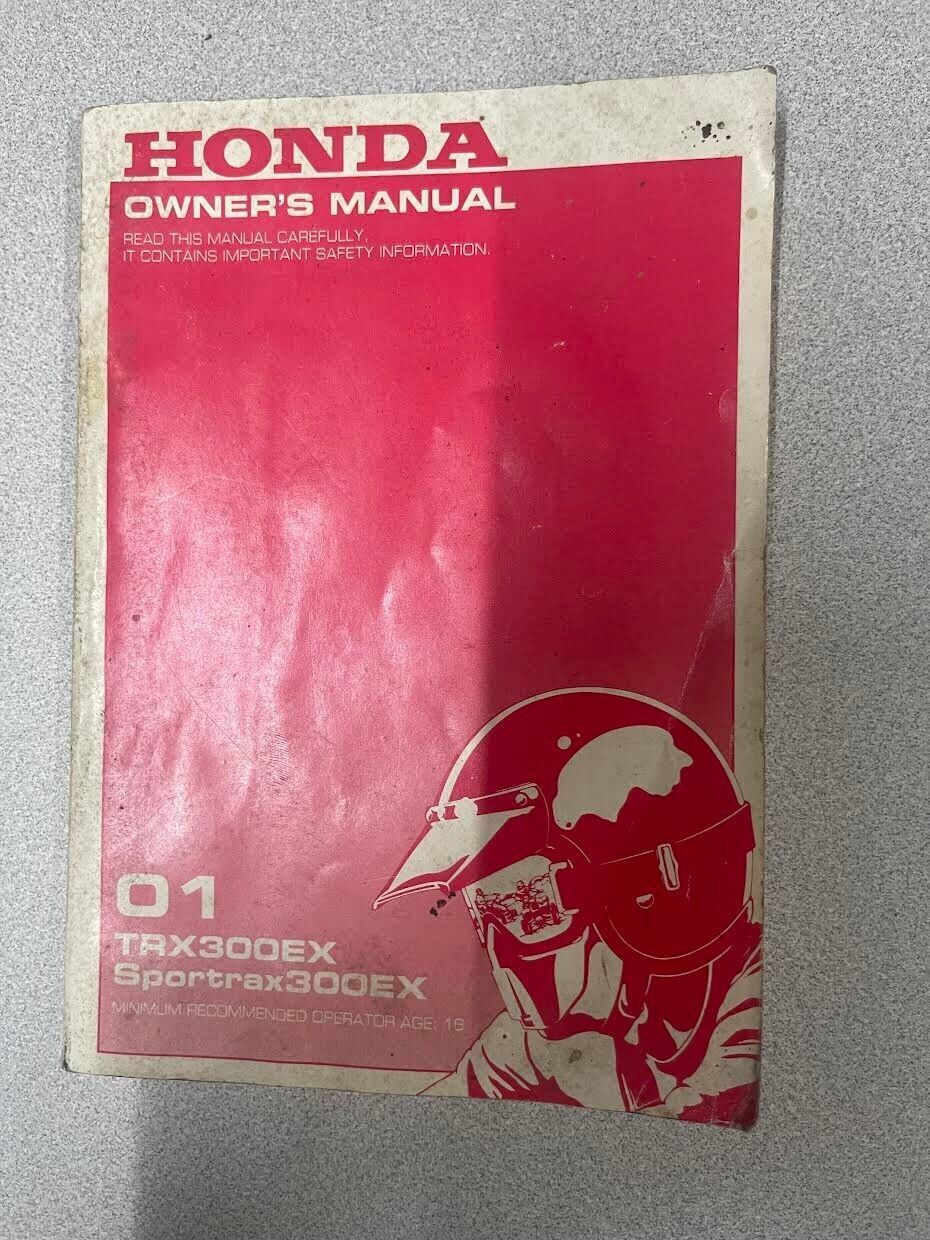 HONDA
OWNER'S MANUAL
READ THIS MANUAL CAREFULLY,
IT CONTAINS IMPORTANT SAFETY INFORMATION.
01
TRX300EX
Sportrax300EX
MINIMUM RECOMMENDED OPERATOR AGE: 16